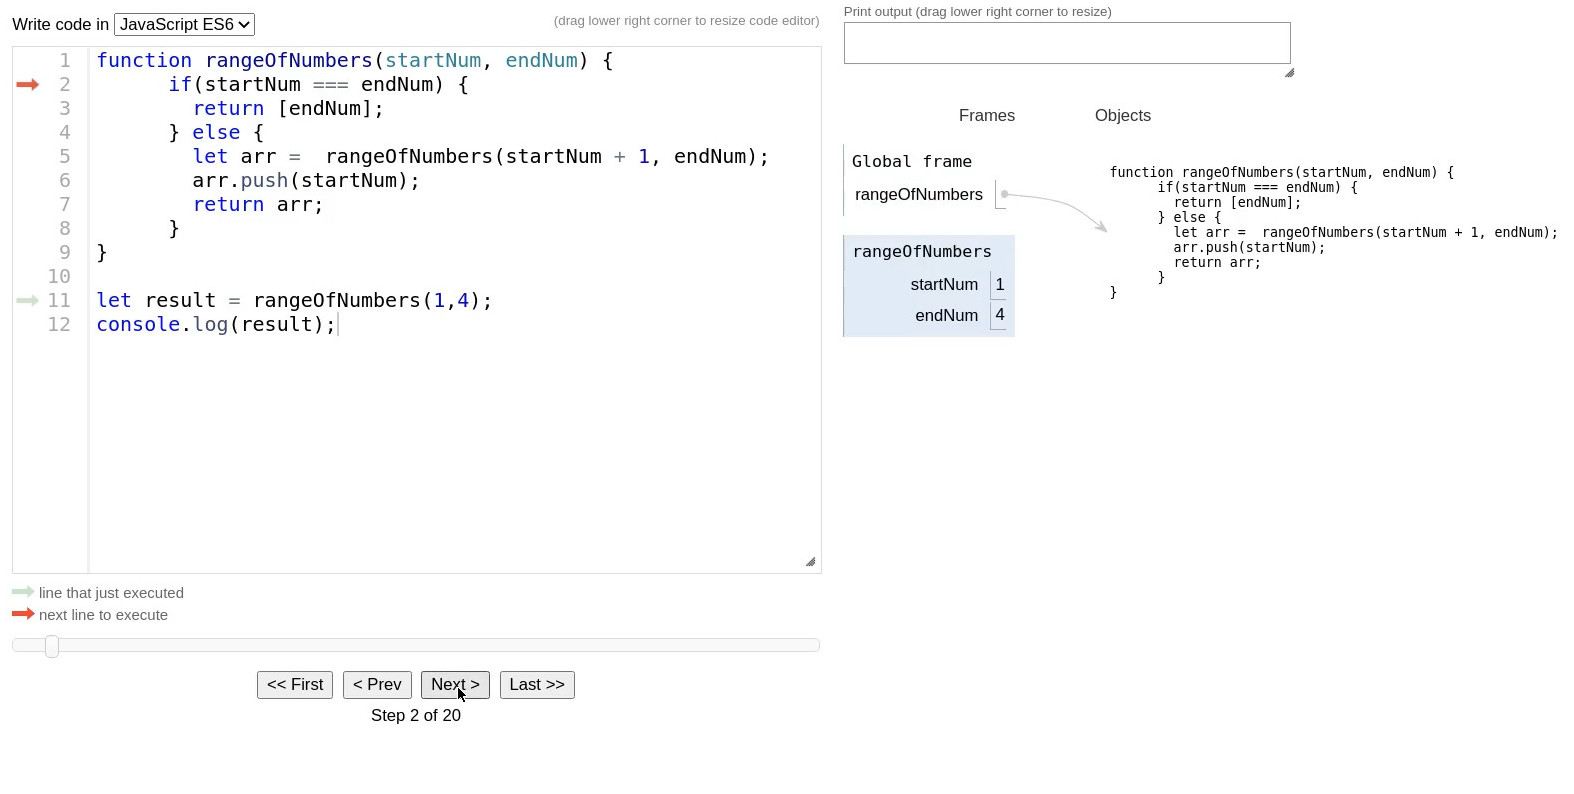 Write code in JavaScript ES6
(drag lower right corner to resize code editor)
1 function rangeOfNumbers(startNum, endNum) {
2       if(startNum === endNum) {
3         return [endNum];
4       } else {
5         let arr =  rangeOfNumbers(startNum + 1, endNum);
6         arr.push(startNum);
7         return arr;
8       }
9 }
10
11 let result = rangeOfNumbers(1,4);
12 console.log(result);
line that just executed
next line to execute
<< First < Prev Next > Last >>
Step 2 of 20
Print output (drag lower right corner to resize)
Frames Objects
Global frame
rangeOfNumbers
rangeOfNumbers
startNum 1
endNum 4
function rangeOfNumbers(startNum, endNum) {
      if(startNum === endNum) {
        return [endNum];
      } else {
        let arr =  rangeOfNumbers(startNum + 1, endNum);
        arr.push(startNum);
        return arr;
      }
}